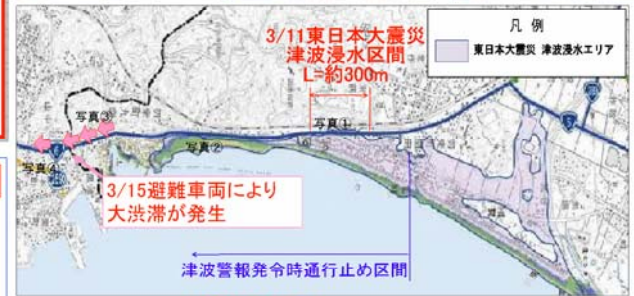 凡 例
東日本大震災 津波浸水エリア
3/11東日本大震災
津波浸水区間
L=約300m
写真①
写真③
写真②
写真④
6
6
3/15避難車両により
大渋滞が発生
津波警報発令時通行止め区間